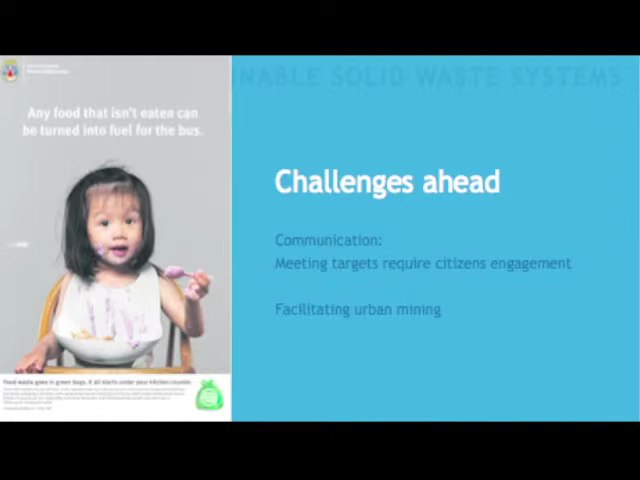 INABLE SOLID WASTE SYSTEMS
Any food that isn't eaten can
be turned into fuel for the bus.
Challenges ahead
Communication:
Meeting targets require citizens engagement
Facilitating urban mining
Food waste goes in green bags. It all starts under your kitchen counter.